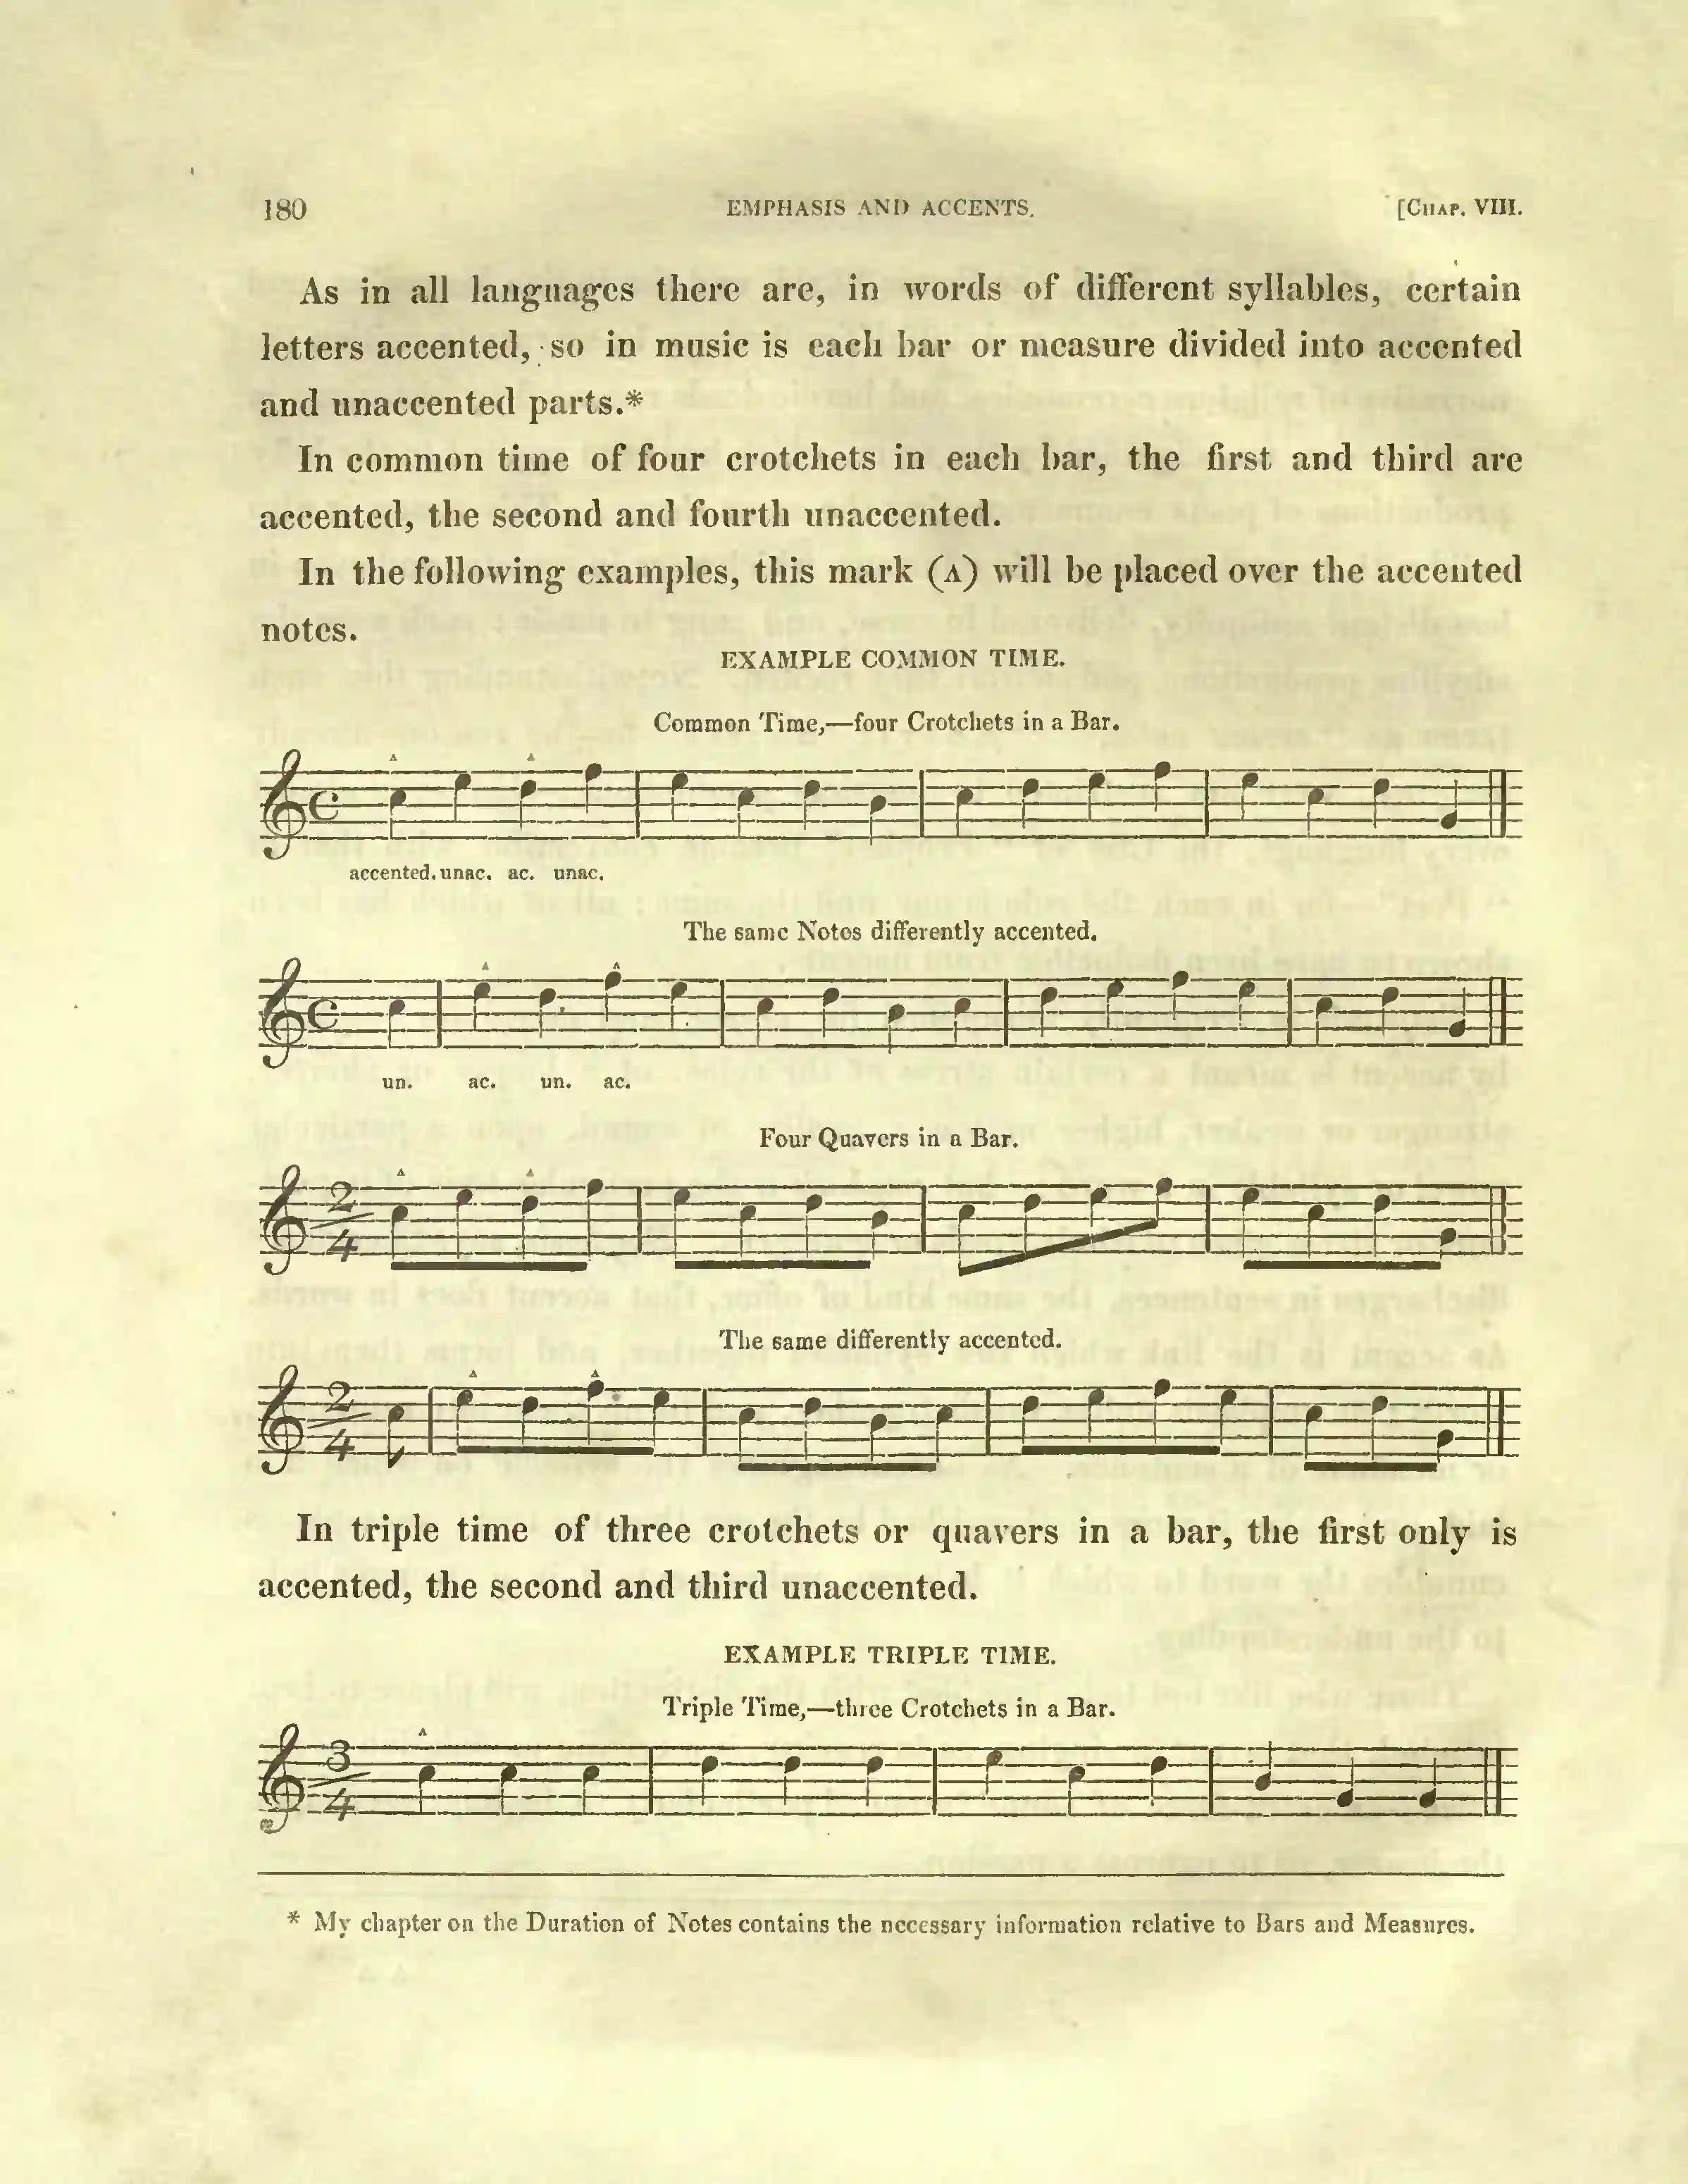 180 EMPHASIS AND ACCENTS. [CHAP. VIII.
As in all languages there are, in words of different syllables, certain
letters accented, so in music is each bar or measure divided into accented
and unaccented parts.*
In common time of four crotchets in each bar, the first and third are
accented, the second and fourth unaccented.
In the following examples, this mark (ʌ) will be placed over the accented
notes.
EXAMPLE COMMON TIME.
Common Time,—four Crotchets in a Bar.
accented. unac. ac. unac.
The same Notes differently accented.
un. ac. un. ac.
Four Quavers in a Bar.
2
4
The same differently accented.
2
4
In triple time of three crotchets or quavers in a bar, the first only is
accented, the second and third unaccented.
EXAMPLE TRIPLE TIME.
Triple Time,—three Crotchets in a Bar.
3
4
* My chapter on the Duration of Notes contains the necessary information relative to Bars and Measures.